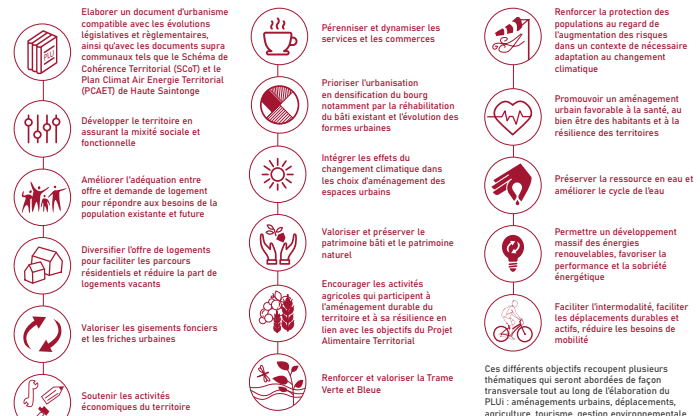 Elaborer un document d'urbanisme
compatible avec les évolutions
législatives et règlementaires,
ainsi qu'avec les documents supra
communaux tels que le Schéma de
Cohérence Territorial (SCoT) et le
Plan Climat Air Energie Territorial
(PCAET) de Haute Saintonge
PLU
Développer le territoire en
assurant la mixité sociale et
fonctionnelle
Améliorer l'adéquation entre
offre et demande de logement
pour répondre aux besoins de la
population existante et future
Diversifier l'offre de logements
pour faciliter les parcours
résidentiels et réduire la part de
logements vacants
Valoriser les gisements fonciers
et les friches urbaines
Soutenir les activités
économiques du territoire
Pérenniser et dynamiser les
services et les commerces
Prioriser l'urbanisation
en densification du bourg
notamment par la réhabilitation
du bâti existant et l'évolution des
formes urbaines
Intégrer les effets du
changement climatique dans
les choix d'aménagement des
espaces urbains
Valoriser et préserver le
patrimoine bâti et le patrimoine
naturel
Encourager les activités
agricoles qui participent à
l'aménagement durable du
territoire et à sa résilience en
lien avec les objectifs du Projet
Alimentaire Territorial
Renforcer et valoriser la Trame
Verte et Bleue
Renforcer la protection des
populations au regard de
l'augmentation des risques
dans un contexte de nécessaire
adaptation au changement
climatique
Promouvoir un aménagement
urbain favorable à la santé, au
bien être des habitants et à la
résilience des territoires
Préserver la ressource en eau et
améliorer le cycle de l'eau
Permettre un développement
massif des énergies
renouvelables, favoriser la
performance et la sobriété
énergétique
Faciliter l'intermodalité, faciliter
les déplacements durables et
actifs, réduire les besoins de
mobilité
Ces différents objectifs recoupent plusieurs
thématiques qui seront abordées de façon
transversale tout au long de l'élaboration du
PLUi : aménagements urbains, déplacements,
agriculture, tourisme, gestion environnementale